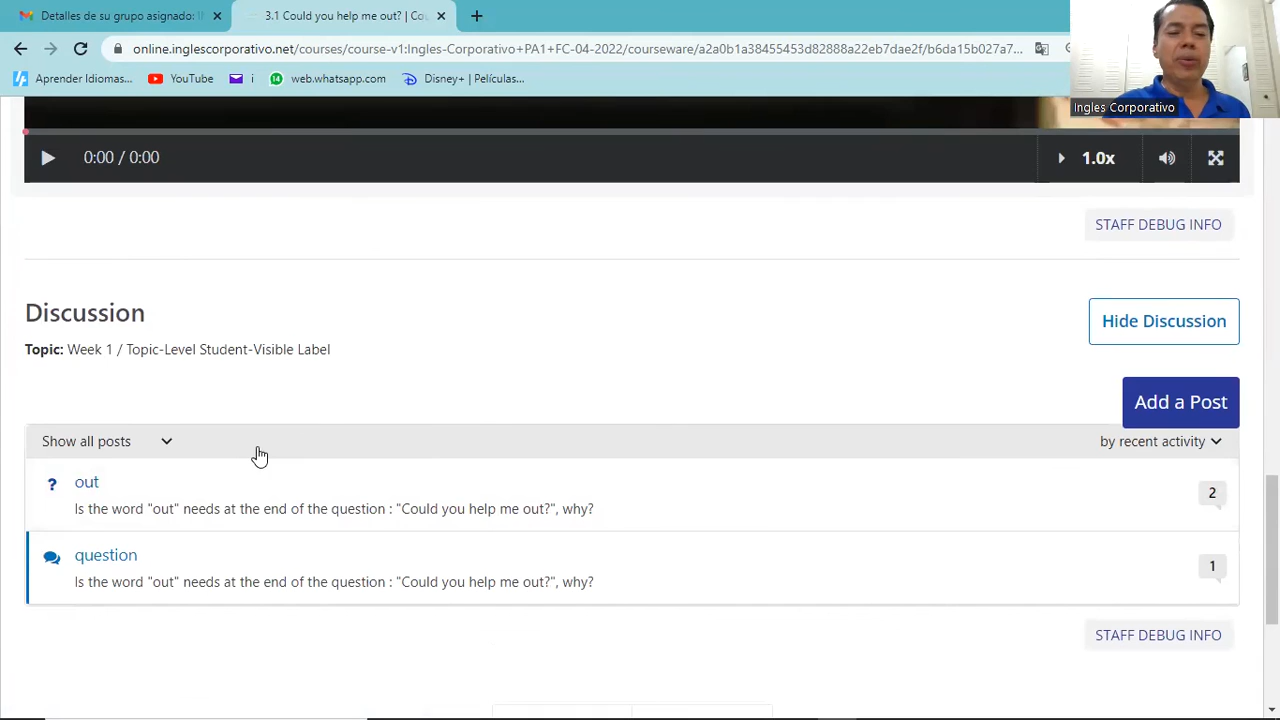 Detalles de su grupo asignado: I
3.1 Could you help me out? | Co
online.inglescorporativo.net/courses/course-v1:Ingles-Corporativo+PA1+FC-04-2022/courseware/a2a0b1a38455453d82888a22eb7dae2f/b6da15b027a7...
Aprender Idiomas...
YouTube
i
web.whatsapp.com
Disney+ - Películas,...
Ingles Corporativo
0:00 / 0:00
1.0x
STAFF DEBUG INFO
Discussion
Hide Discussion
Topic: Week 1 / Topic-Level Student-Visible Label
Add a Post
Show all posts
by recent activity
? out
Is the word "out" needs at the end of the question : "Could you help me out?", why?
2
question
Is the word "out" needs at the end of the question : "Could you help me out?", why?
1
STAFF DEBUG INFO